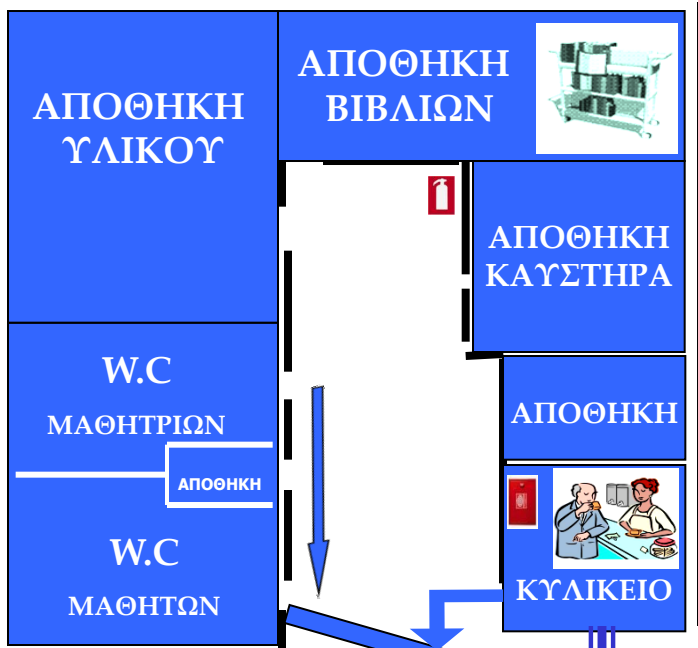 ΑΠΟΘΗΚΗ
ΥΛΙΚΟΥ
ΑΠΟΘΗΚΗ
ΒΙΒΛΙΩΝ
ΑΠΟΘΗΚΗ
ΚΑΥΣΤΗΡΑ
W.C
ΜΑΘΗΤΡΙΩΝ
ΑΠΟΘΗΚΗ
ΑΠΟΘΗΚΗ
W.C
ΜΑΘΗΤΩΝ
ΚΥΛΙΚΕΙΟ